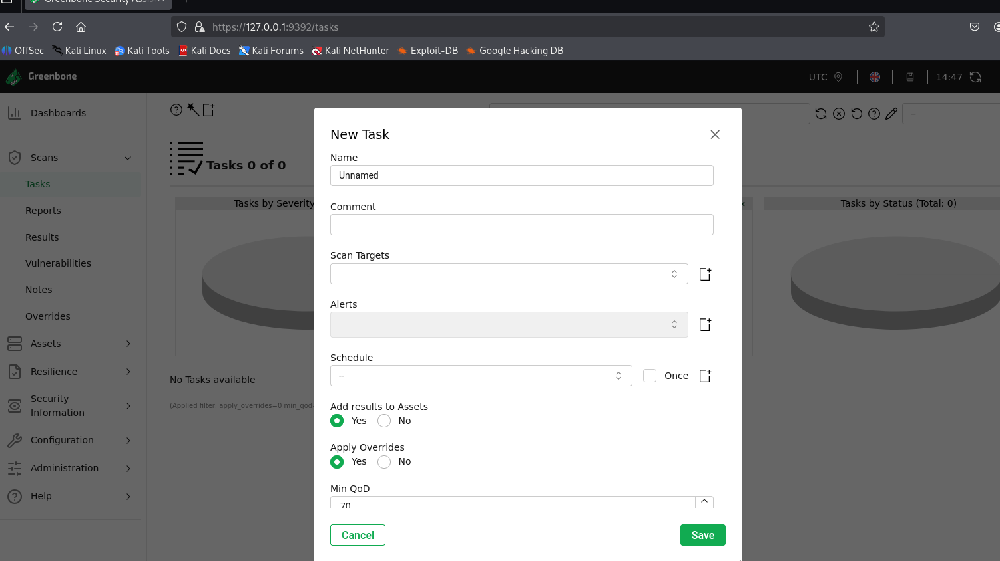 Greenbone Security Assis
https://127.0.0.1:9392/tasks
OffSec Kali Linux Kali Tools Kali Docs Kali Forums Kali NetHunter Exploit-DB Google Hacking DB
Greenbone
UTC
14:47
Dashboards
Scans
Tasks
Reports
Results
Vulnerabilities
Notes
Overrides
Assets
Resilience
Security
Information
Configuration
Administration
Help
--
Tasks 0 of 0
Tasks by Severity
Tasks by Status (Total: 0)
No Tasks available
(Applied filter: apply_overrides=0 min_qod=
New Task
Name
Unnamed
Comment
Scan Targets
Alerts
Schedule
--
Once
Add results to Assets
Yes No
Apply Overrides
Yes No
Min QoD
70
Cancel
Save